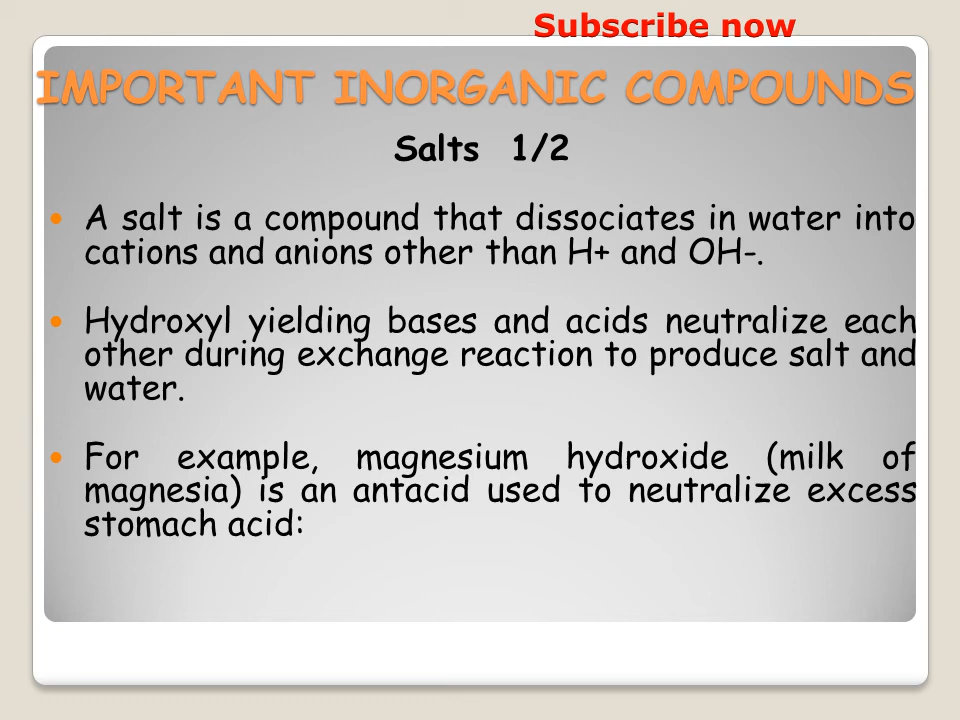 Subscribe now
IMPORTANT INORGANIC COMPOUNDS
Salts 1/2
A salt is a compound that dissociates in water into
cations and anions other than H+ and OH-.
Hydroxyl yielding bases and acids neutralize each
other during exchange reaction to produce salt and
water.
For example, magnesium hydroxide (milk of
magnesia) is an antacid used to neutralize excess
stomach acid: